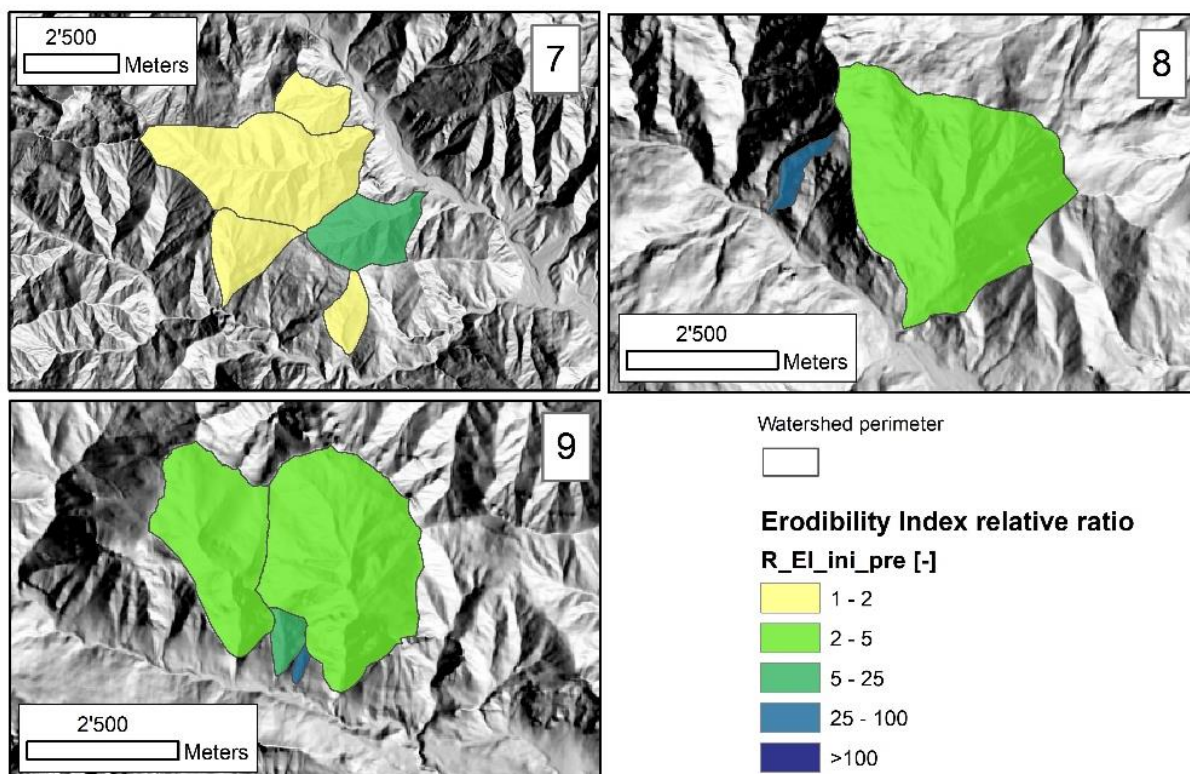 2'500
Meters
7
8
2'500
Meters
9
2'500
Meters
Watershed perimeter
Erodibility Index relative ratio
R_EI_ini_pre [-]
1 - 2
2 - 5
5 - 25
25 - 100
>100